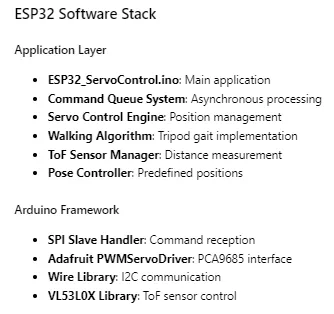 ESP32 Software Stack
Application Layer
• ESP32_ServoControl.ino: Main application
• Command Queue System: Asynchronous processing
• Servo Control Engine: Position management
• Walking Algorithm: Tripod gait implementation
• ToF Sensor Manager: Distance measurement
• Pose Controller: Predefined positions
Arduino Framework
• SPI Slave Handler: Command reception
• Adafruit PWMServoDriver: PCA9685 interface
• Wire Library: I2C communication
• VL53L0X Library: ToF sensor control